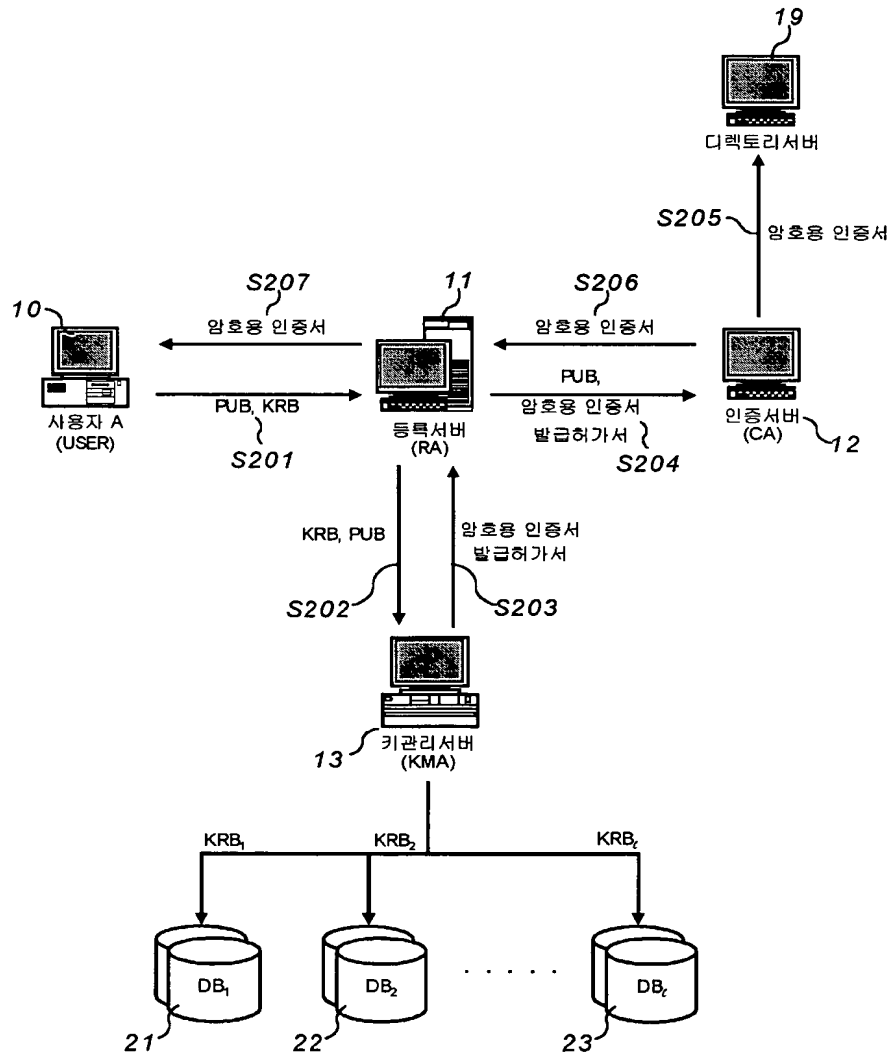 19
디렉토리서버
S205
암호용 인증서
S207
11
S206
10
암호용 인증서
암호용 인증서
PUB, KRB
PUB,
암호용 인증서
발급허가서
사용자 A
(USER)
S201
등록서버
(RA)
S204
인증서버
(CA)
12
KRB, PUB
암호용 인증서
발급허가서
S202
S203
13
키관리서버
(KMA)
KRB₁
KRB₂
KRBℓ
DB₁
DB₂
. . . . .
DBℓ
21
22
23